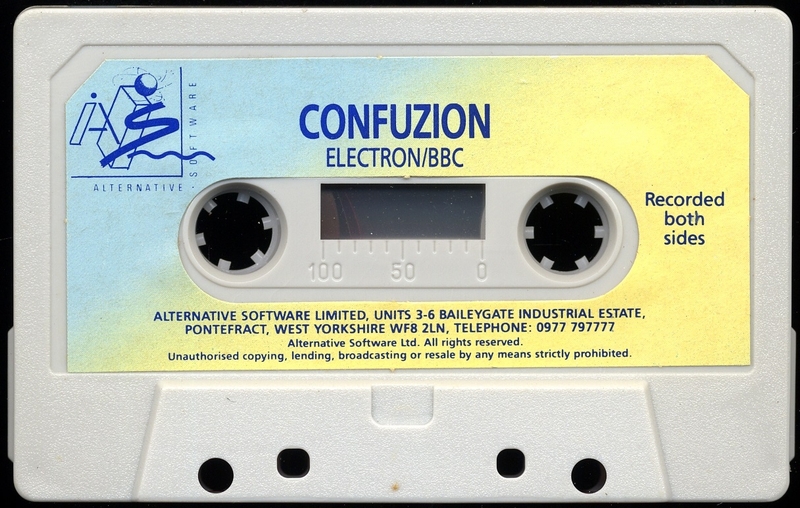 CONFUZION
ELECTRON/BBC
AS
ALTERNATIVE
· SOFTWARE
Recorded
both
sides
100 50 0
ALTERNATIVE SOFTWARE LIMITED, UNITS 3-6 BAILEYGATE INDUSTRIAL ESTATE,
PONTEFRACT, WEST YORKSHIRE WF8 2LN, TELEPHONE: 0977 797777
Alternative Software Ltd. All rights reserved.
Unauthorised copying, lending, broadcasting or resale by any means strictly prohibited.